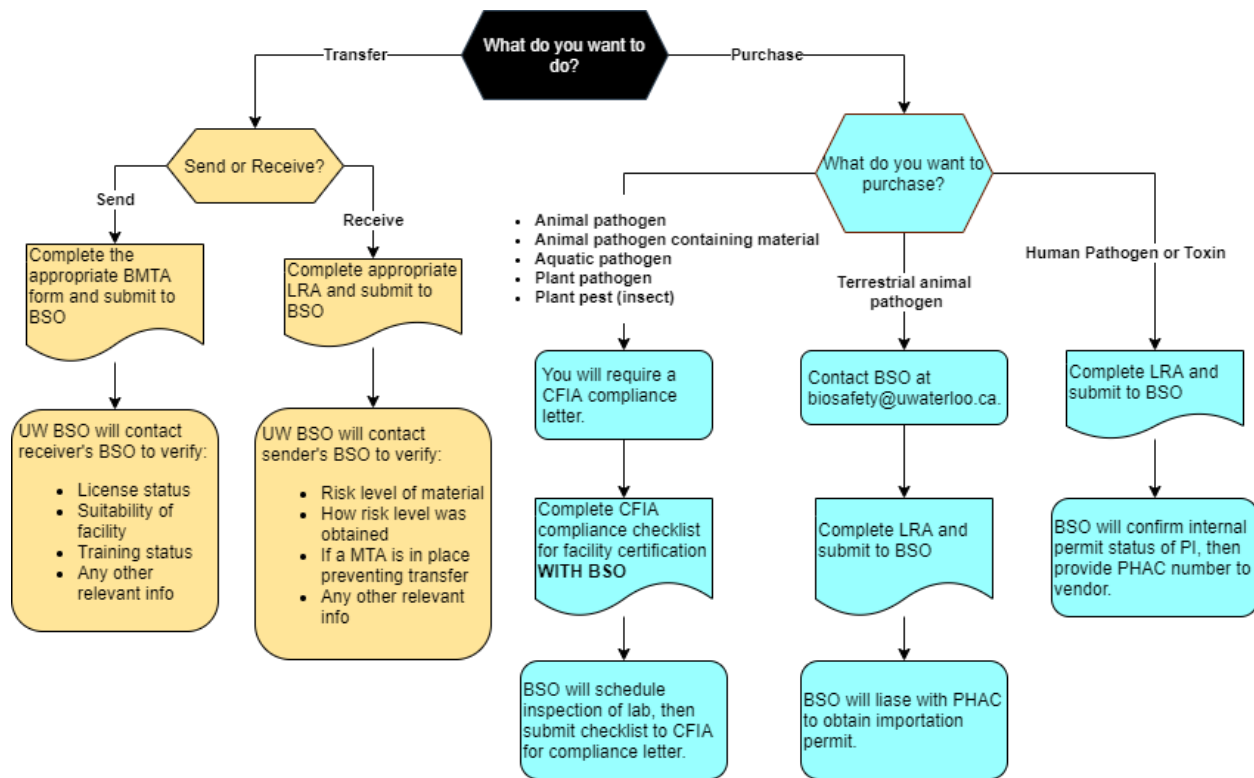 What do you want to
do?
Transfer
Purchase
Send or Receive?
Send
Receive
Complete the
appropriate BMTA
form and submit to
BSO
Complete appropriate
LRA and submit to
BSO
UW BSO will contact
receiver's BSO to verify:
• License status
• Suitability of
facility
• Training status
• Any other
relevant info
UW BSO will contact
sender's BSO to verify:
• Risk level of material
• How risk level was
obtained
• If a MTA is in place
preventing transfer
• Any other relevant
info
What do you want to
purchase?
• Animal pathogen
• Animal pathogen containing material
• Aquatic pathogen
• Plant pathogen
• Plant pest (insect)
Terrestrial animal
pathogen
Human Pathogen or Toxin
You will require a
CFIA compliance
letter.
Complete CFIA
compliance checklist
for facility certification
WITH BSO
BSO will schedule
inspection of lab, then
submit checklist to CFIA
for compliance letter.
Contact BSO at
biosafety@uwaterloo.ca.
Complete LRA and
submit to BSO
BSO will liase with PHAC
to obtain importation
permit.
Complete LRA and
submit to BSO
BSO will confirm internal
permit status of PI, then
provide PHAC number to
vendor.